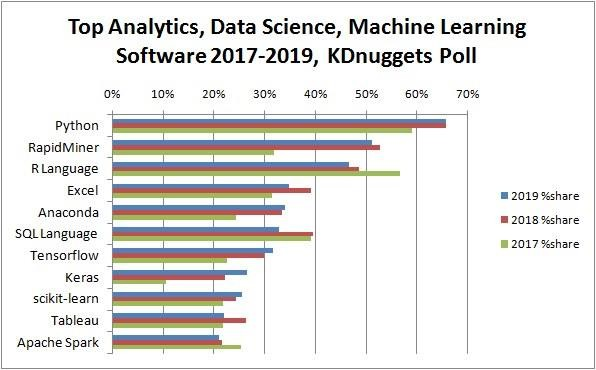 Top Analytics, Data Science, Machine Learning
Software 2017-2019, KDnuggets Poll
0% 10% 20% 30% 40% 50% 60% 70%
Python
RapidMiner
R Language
Excel
Anaconda
SQL Language
Tensorflow
Keras
scikit-learn
Tableau
Apache Spark
2019 %share
2018 %share
2017 %share